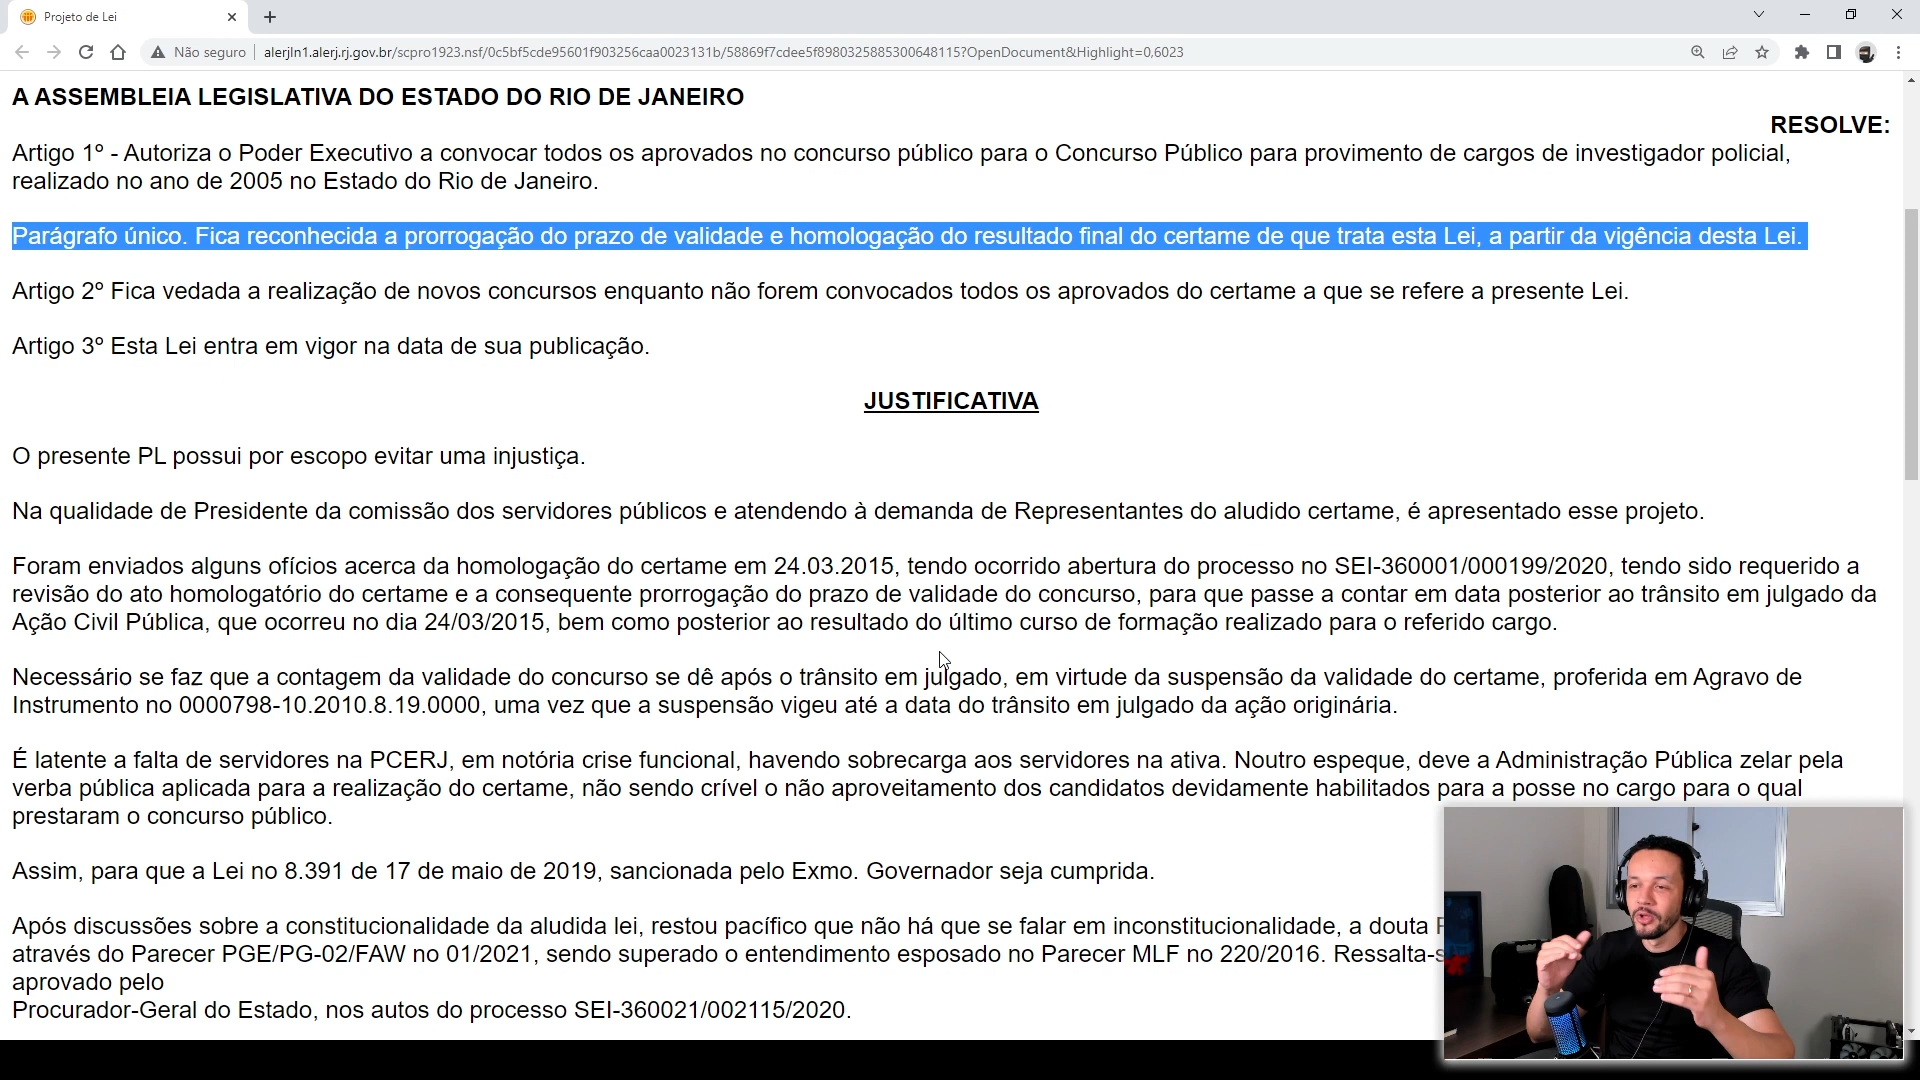 Projeto de Lei
Não seguro
alerjln1.alerj.rj.gov.br/scpro1923.nsf/0c5bf5cde95601f903256caa0023131b/58869f7cdee5f8980325885300648115?OpenDocument&Highlight=0,6023
A ASSEMBLEIA LEGISLATIVA DO ESTADO DO RIO DE JANEIRO
RESOLVE:
Artigo 1º - Autoriza o Poder Executivo a convocar todos os aprovados no concurso público para o Concurso Público para provimento de cargos de investigador policial,
realizado no ano de 2005 no Estado do Rio de Janeiro.
Parágrafo único. Fica reconhecida a prorrogação do prazo de validade e homologação do resultado final do certame de que trata esta Lei, a partir da vigência desta Lei.
Artigo 2º Fica vedada a realização de novos concursos enquanto não forem convocados todos os aprovados do certame a que se refere a presente Lei.
Artigo 3º Esta Lei entra em vigor na data de sua publicação.
JUSTIFICATIVA
O presente PL possui por escopo evitar uma injustiça.
Na qualidade de Presidente da comissão dos servidores públicos e atendendo à demanda de Representantes do aludido certame, é apresentado esse projeto.
Foram enviados alguns ofícios acerca da homologação do certame em 24.03.2015, tendo ocorrido abertura do processo no SEI-360001/000199/2020, tendo sido requerido a
revisão do ato homologatório do certame e a consequente prorrogação do prazo de validade do concurso, para que passe a contar em data posterior ao trânsito em julgado da
Ação Civil Pública, que ocorreu no dia 24/03/2015, bem como posterior ao resultado do último curso de formação realizado para o referido cargo.
Necessário se faz que a contagem da validade do concurso se dê após o trânsito em julgado, em virtude da suspensão da validade do certame, proferida em Agravo de
Instrumento no 0000798-10.2010.8.19.0000, uma vez que a suspensão vigeu até a data do trânsito em julgado da ação originária.
É latente a falta de servidores na PCERJ, em notória crise funcional, havendo sobrecarga aos servidores na ativa. Noutro espeque, deve a Administração Pública zelar pela
verba pública aplicada para a realização do certame, não sendo crível o não aproveitamento dos candidatos devidamente habilitados para a posse no cargo para o qual
prestaram o concurso público.
Assim, para que a Lei no 8.391 de 17 de maio de 2019, sancionada pelo Exmo. Governador seja cumprida.
Após discussões sobre a constitucionalidade da aludida lei, restou pacífico que não há que se falar em inconstitucionalidade, a douta
através do Parecer PGE/PG-02/FAW no 01/2021, sendo superado o entendimento esposado no Parecer MLF no 220/2016. Ressalta-s
aprovado pelo
Procurador-Geral do Estado, nos autos do processo SEI-360021/002115/2020.